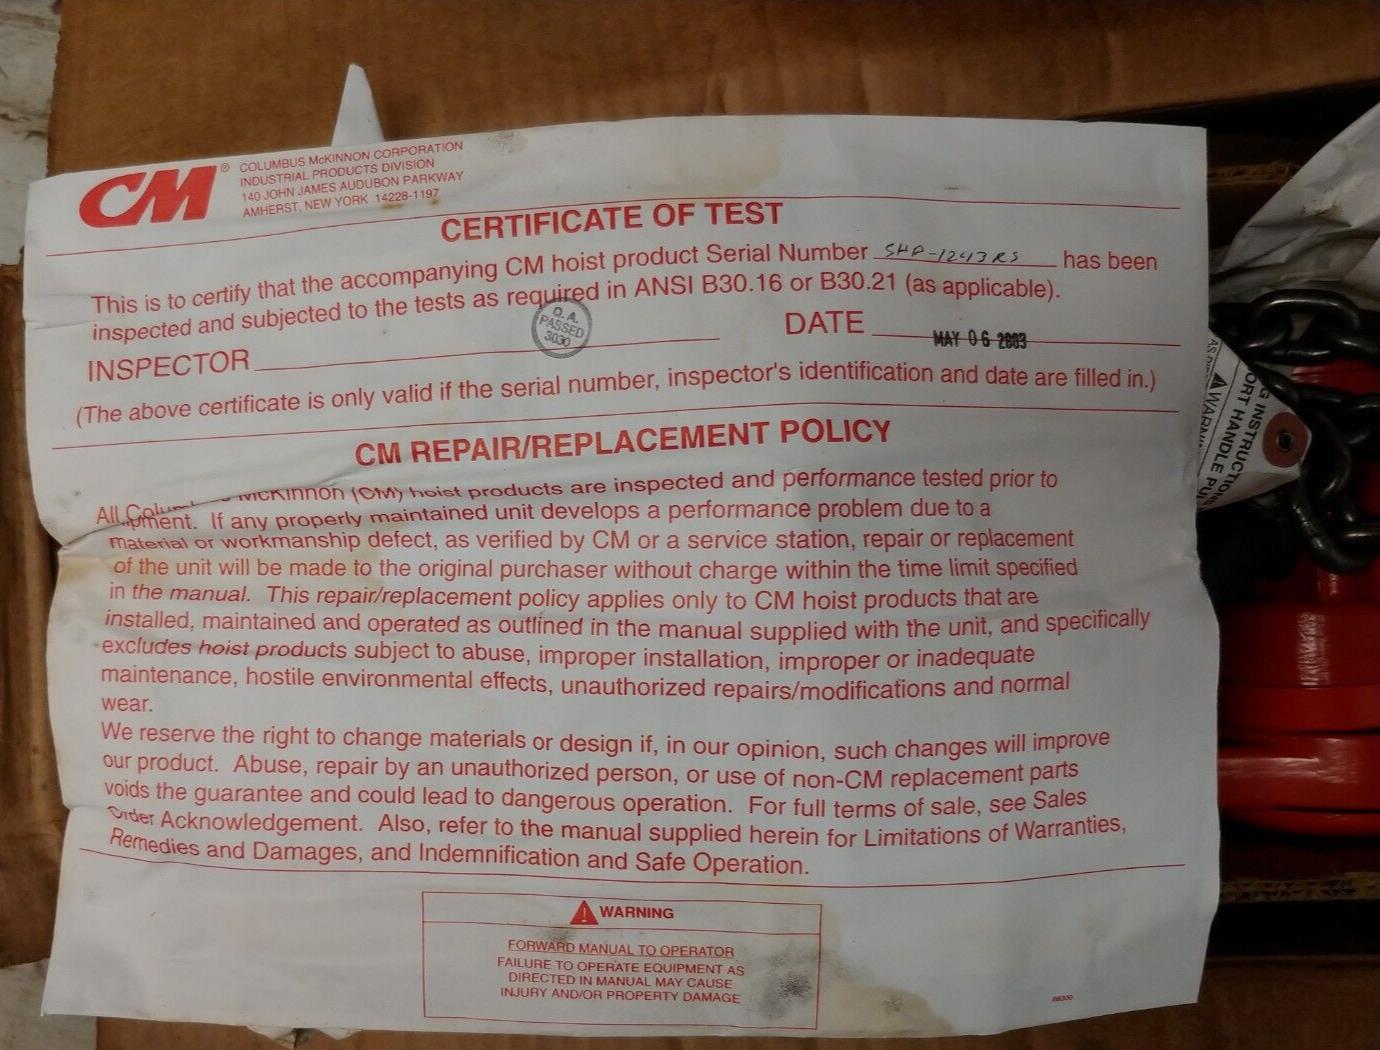 CM®
COLUMBUS McKINNON CORPORATION
INDUSTRIAL PRODUCTS DIVISION
140 JOHN JAMES AUDUBON PARKWAY
AMHERST, NEW YORK 14228-1197
CERTIFICATE OF TEST
This is to certify that the accompanying CM hoist product Serial Number SHP-1243RS has been
inspected and subjected to the tests as required in ANSI B30.16 or B30.21 (as applicable).
INSPECTOR Q.A. PASSED 3030 DATE MAY 06 2003
(The above certificate is only valid if the serial number, inspector's identification and date are filled in.)
CM REPAIR/REPLACEMENT POLICY
All McKinnon (CM) hoist products are inspected and performance tested prior to
pment. If any properly maintained unit develops a performance problem due to a
material or workmanship defect, as verified by CM or a service station, repair or replacement
of the unit will be made to the original purchaser without charge within the time limit specified
in the manual. This repair/replacement policy applies only to CM hoist products that are
installed, maintained and operated as outlined in the manual supplied with the unit, and specifically
excludes hoist products subject to abuse, improper installation, improper or inadequate
maintenance, hostile environmental effects, unauthorized repairs/modifications and normal
wear.
We reserve the right to change materials or design if, in our opinion, such changes will improve
our product. Abuse, repair by an unauthorized person, or use of non-CM replacement parts
voids the guarantee and could lead to dangerous operation. For full terms of sale, see Sales
Order Acknowledgement. Also, refer to the manual supplied herein for Limitations of Warranties,
Remedies and Damages, and Indemnification and Safe Operation.
WARNING
FORWARD MANUAL TO OPERATOR
FAILURE TO OPERATE EQUIPMENT AS
DIRECTED IN MANUAL MAY CAUSE
INJURY AND/OR PROPERTY DAMAGE
G INSTRUCTION
ORT HANDLE PU
WARNIN